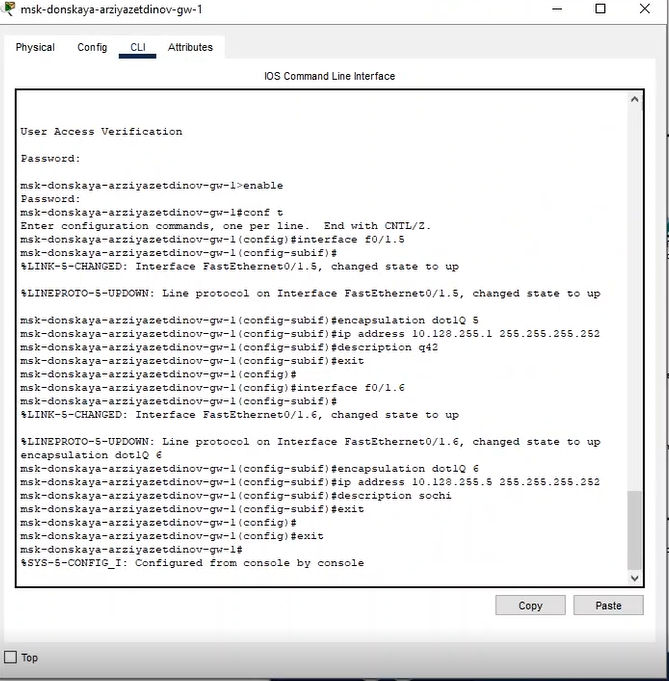 msk-donskaya-arziyazetdinov-gw-1
Physical Config CLI Attributes
IOS Command Line Interface
User Access Verification
Password:
msk-donskaya-arziyazetdinov-gw-1>enable
Password:
msk-donskaya-arziyazetdinov-gw-1#conf t
Enter configuration commands, one per line.  End with CNTL/Z.
msk-donskaya-arziyazetdinov-gw-1(config)#interface f0/1.5
msk-donskaya-arziyazetdinov-gw-1(config-subif)#
%LINK-5-CHANGED: Interface FastEthernet0/1.5, changed state to up
%LINEPROTO-5-UPDOWN: Line protocol on Interface FastEthernet0/1.5, changed state to up
msk-donskaya-arziyazetdinov-gw-1(config-subif)#encapsulation dot1Q 5
msk-donskaya-arziyazetdinov-gw-1(config-subif)#ip address 10.128.255.1 255.255.255.252
msk-donskaya-arziyazetdinov-gw-1(config-subif)#description q42
msk-donskaya-arziyazetdinov-gw-1(config-subif)#exit
msk-donskaya-arziyazetdinov-gw-1(config)#
msk-donskaya-arziyazetdinov-gw-1(config)#interface f0/1.6
msk-donskaya-arziyazetdinov-gw-1(config-subif)#
%LINK-5-CHANGED: Interface FastEthernet0/1.6, changed state to up
%LINEPROTO-5-UPDOWN: Line protocol on Interface FastEthernet0/1.6, changed state to up
encapsulation dot1Q 6
msk-donskaya-arziyazetdinov-gw-1(config-subif)#encapsulation dot1Q 6
msk-donskaya-arziyazetdinov-gw-1(config-subif)#ip address 10.128.255.5 255.255.255.252
msk-donskaya-arziyazetdinov-gw-1(config-subif)#description sochi
msk-donskaya-arziyazetdinov-gw-1(config-subif)#exit
msk-donskaya-arziyazetdinov-gw-1(config)#
msk-donskaya-arziyazetdinov-gw-1(config)#exit
msk-donskaya-arziyazetdinov-gw-1#
%SYS-5-CONFIG_I: Configured from console by console
Copy Paste
Top